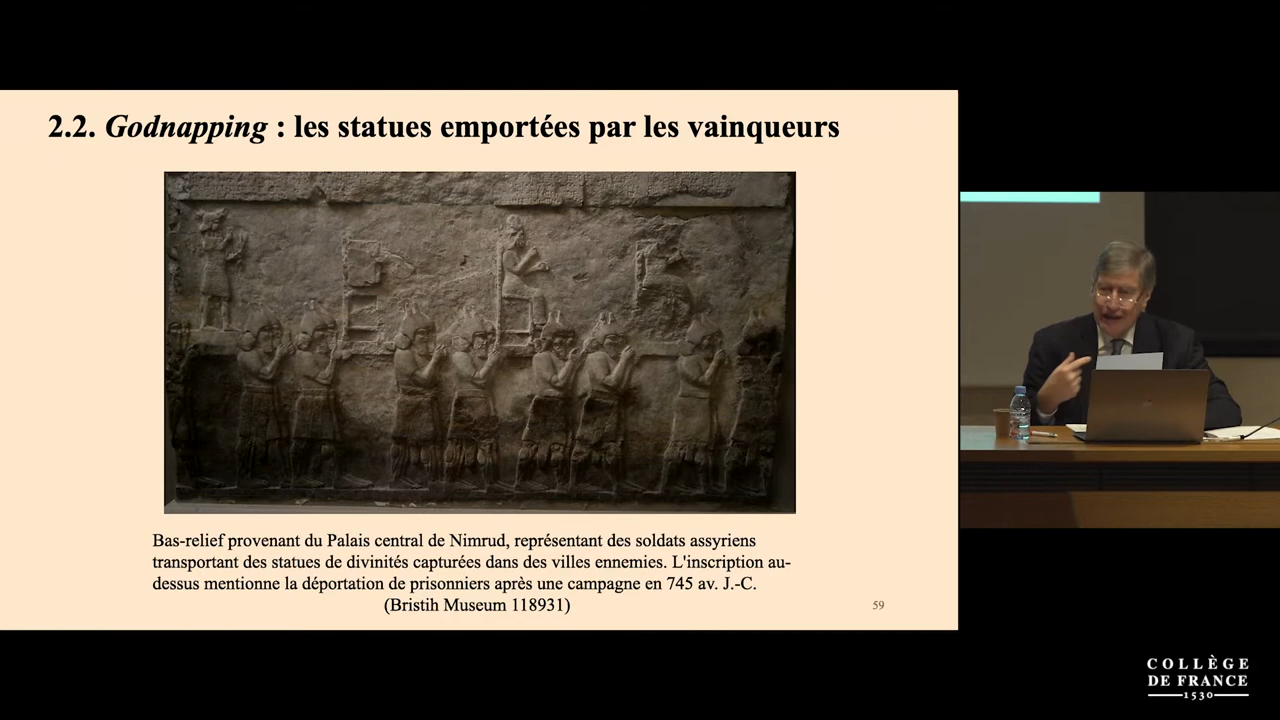 2.2. Godnapping : les statues emportées par les vainqueurs
Bas-relief provenant du Palais central de Nimrud, représentant des soldats assyriens
transportant des statues de divinités capturées dans des villes ennemies. L'inscription au-
dessus mentionne la déportation de prisonniers après une campagne en 745 av. J.-C.
(Bristih Museum 118931)
59
COLLÈGE
DE FRANCE
1530